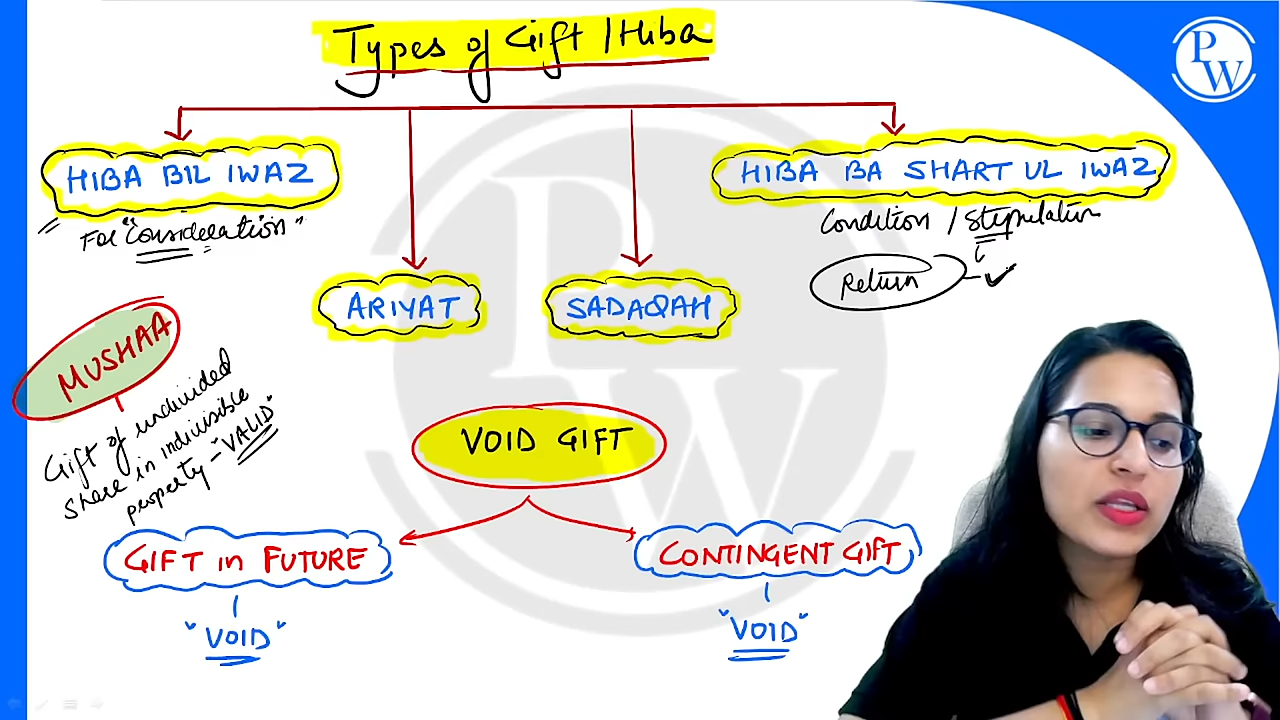 Types of Gift / Hiba
PW
HIBA BIL IWAZ
For "Consideration"
HIBA BA SHART UL IWAZ
Condition / Stipulation
Return
ARIYAT
SADAQAH
MUSHAA
Gift of undivided
share in indivisible
property - "VALID"
VOID GIFT
GIFT in FUTURE
"VOID"
CONTINGENT GIFT
"VOID"
PW